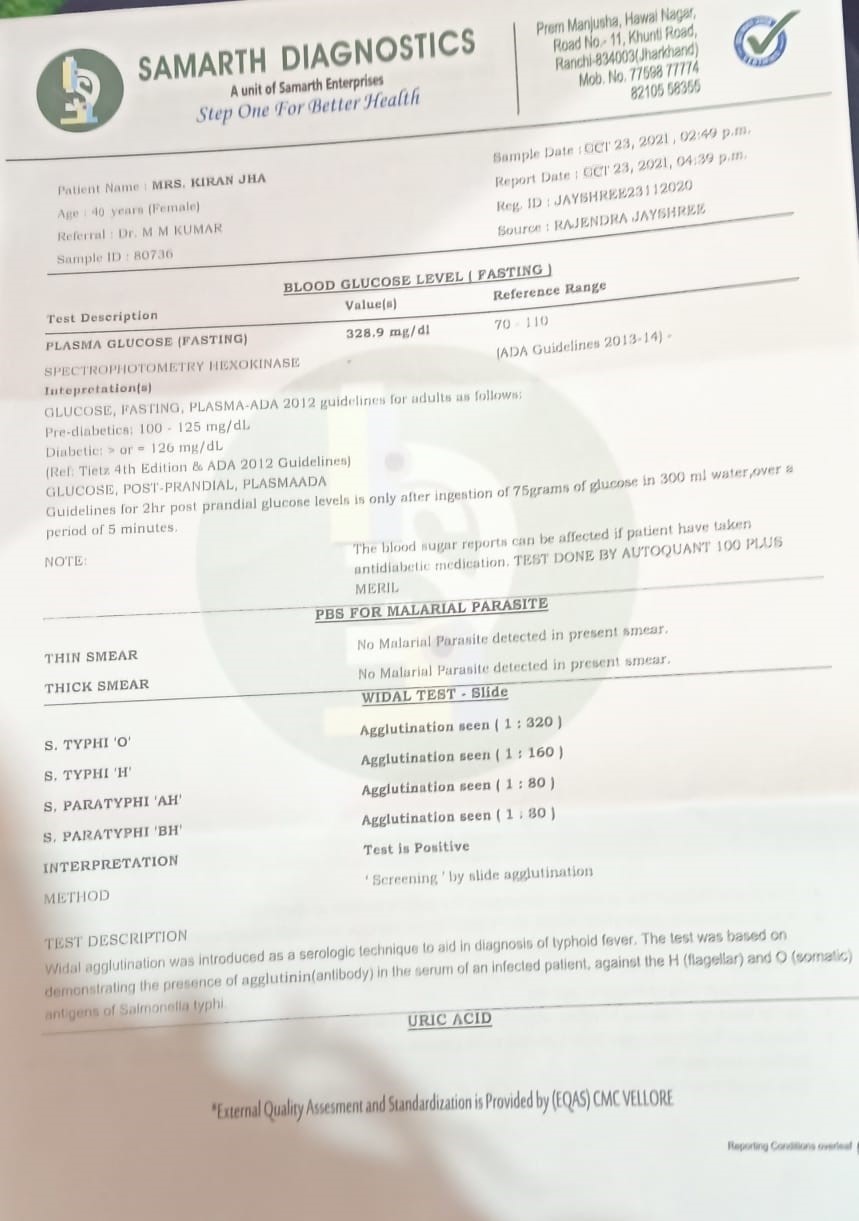 SAMARTH DIAGNOSTICS
A unit of Samarth Enterprises
Step One For Better Health
Prem Manjusha, Hawai Nagar,
Road No.- 11, Khunti Road,
Ranchi-834003(Jharkhand)
Mob. No. 77598 77774
82105 58355
Patient Name : MRS. KIRAN JHA
Age : 40 years (Female)
Referral : Dr. M M KUMAR
Sample ID : 80736
Sample Date : OCT 23, 2021 , 02:49 p.m.
Report Date : OCT 23, 2021, 04:39 p.m.
Reg. ID : JAYSHREE23112020
Source : RAJENDRA JAYSHREE
BLOOD GLUCOSE LEVEL ( FASTING )
Test Description Value(s) Reference Range
PLASMA GLUCOSE (FASTING) 328.9 mg/dl 70 - 110
SPECTROPHOTOMETRY HEXOKINASE - (ADA Guidelines 2013-14) -
Intepretation(s)
GLUCOSE, FASTING, PLASMA-ADA 2012 guidelines for adults as follows:
Pre-diabetics: 100 - 125 mg/dL
Diabetic: > or = 126 mg/dL
(Ref: Tietz 4th Edition & ADA 2012 Guidelines)
GLUCOSE, POST-PRANDIAL, PLASMAADA
Guidelines for 2hr post prandial glucose levels is only after ingestion of 75grams of glucose in 300 ml water,over a
period of 5 minutes.
NOTE: The blood sugar reports can be affected if patient have taken
antidiabetic medication. TEST DONE BY AUTOQUANT 100 PLUS
MERIL
PBS FOR MALARIAL PARASITE
THIN SMEAR No Malarial Parasite detected in present smear.
THICK SMEAR No Malarial Parasite detected in present smear.
WIDAL TEST - Slide
S. TYPHI 'O' Agglutination seen ( 1 : 320 )
S. TYPHI 'H' Agglutination seen ( 1 : 160 )
S. PARATYPHI 'AH' Agglutination seen ( 1 : 80 )
S. PARATYPHI 'BH' Agglutination seen ( 1 : 80 )
INTERPRETATION Test is Positive
METHOD ' Screening ' by slide agglutination
TEST DESCRIPTION
Widal agglutination was introduced as a serologic technique to aid in diagnosis of typhoid fever. The test was based on
demonstrating the presence of agglutinin(antibody) in the serum of an infected patient, against the H (flagellar) and O (somatic)
antigens of Salmonella typhi.
URIC ACID
*External Quality Assesment and Standardization is Provided by (EQAS) CMC VELLORE
Reporting Conditions overleaf